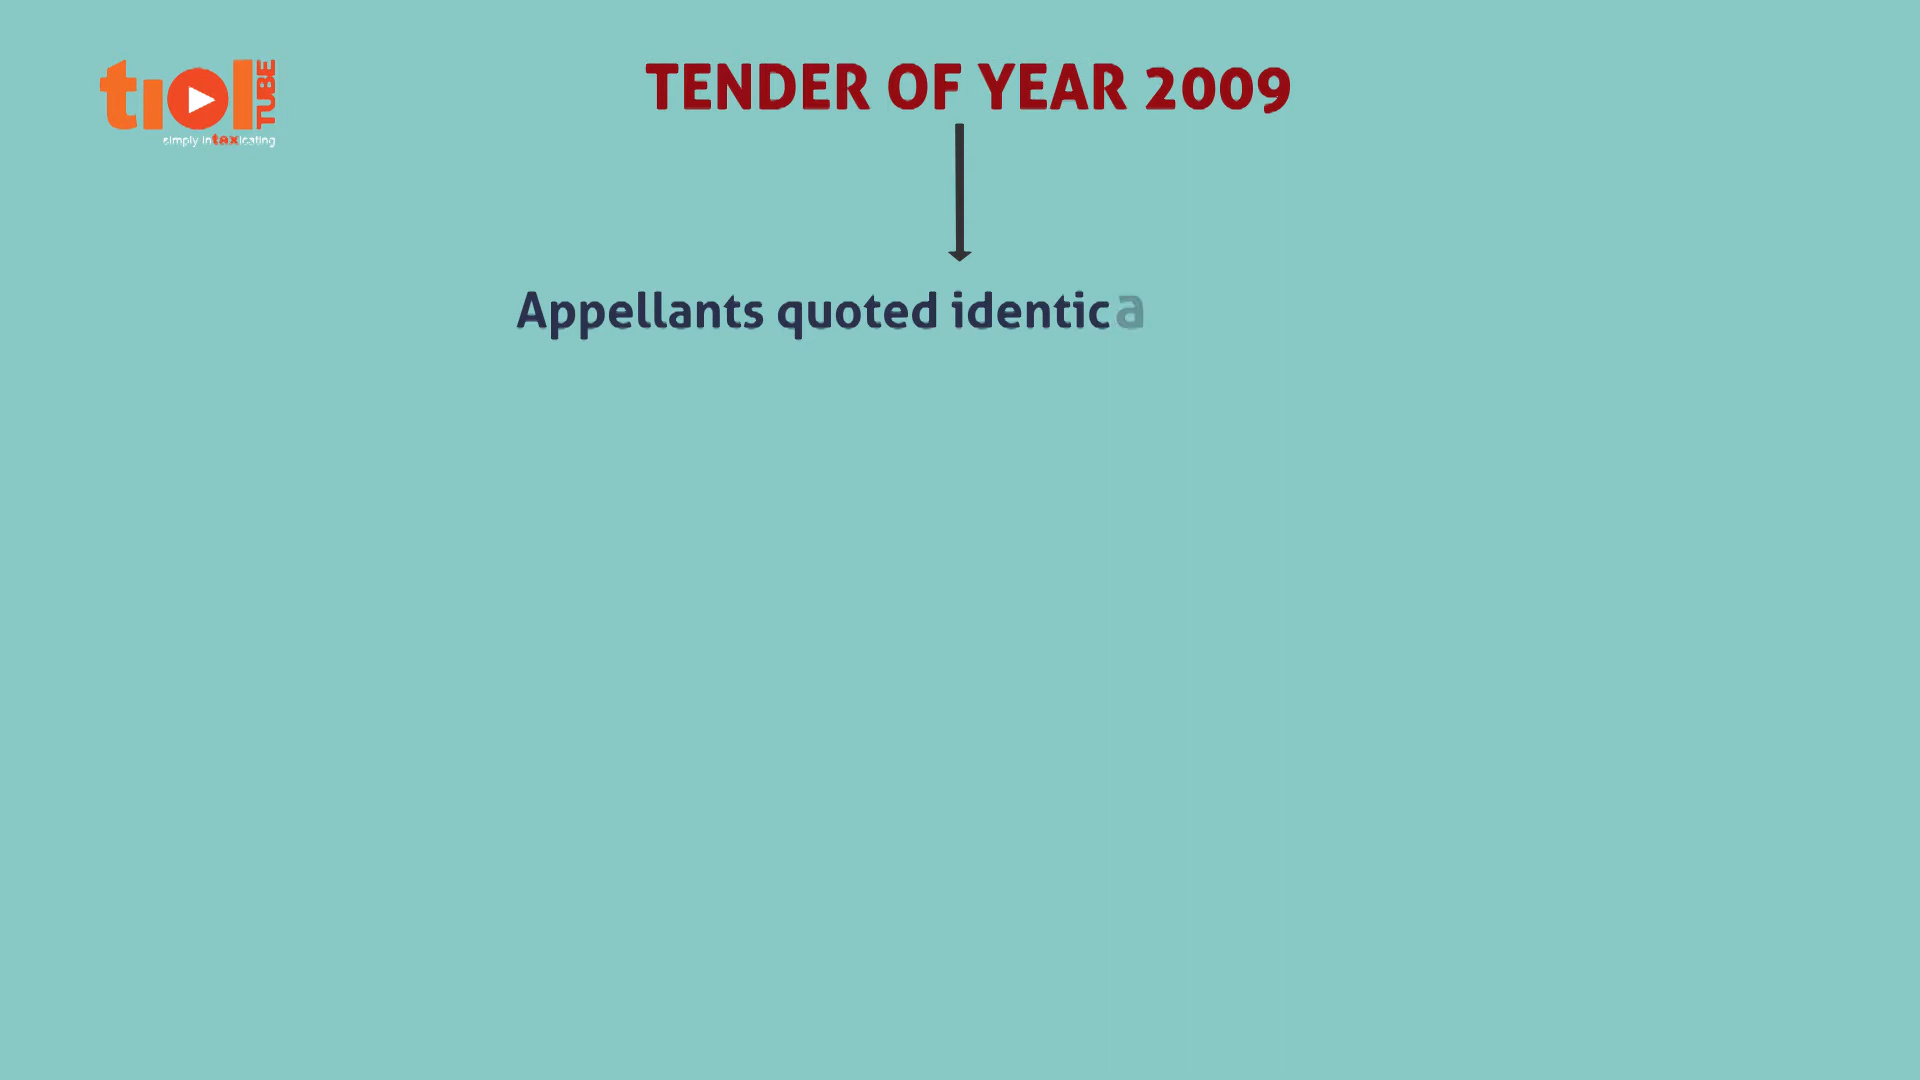 tiol TUBE
simply intaxicating
TENDER OF YEAR 2009
Appellants quoted identica